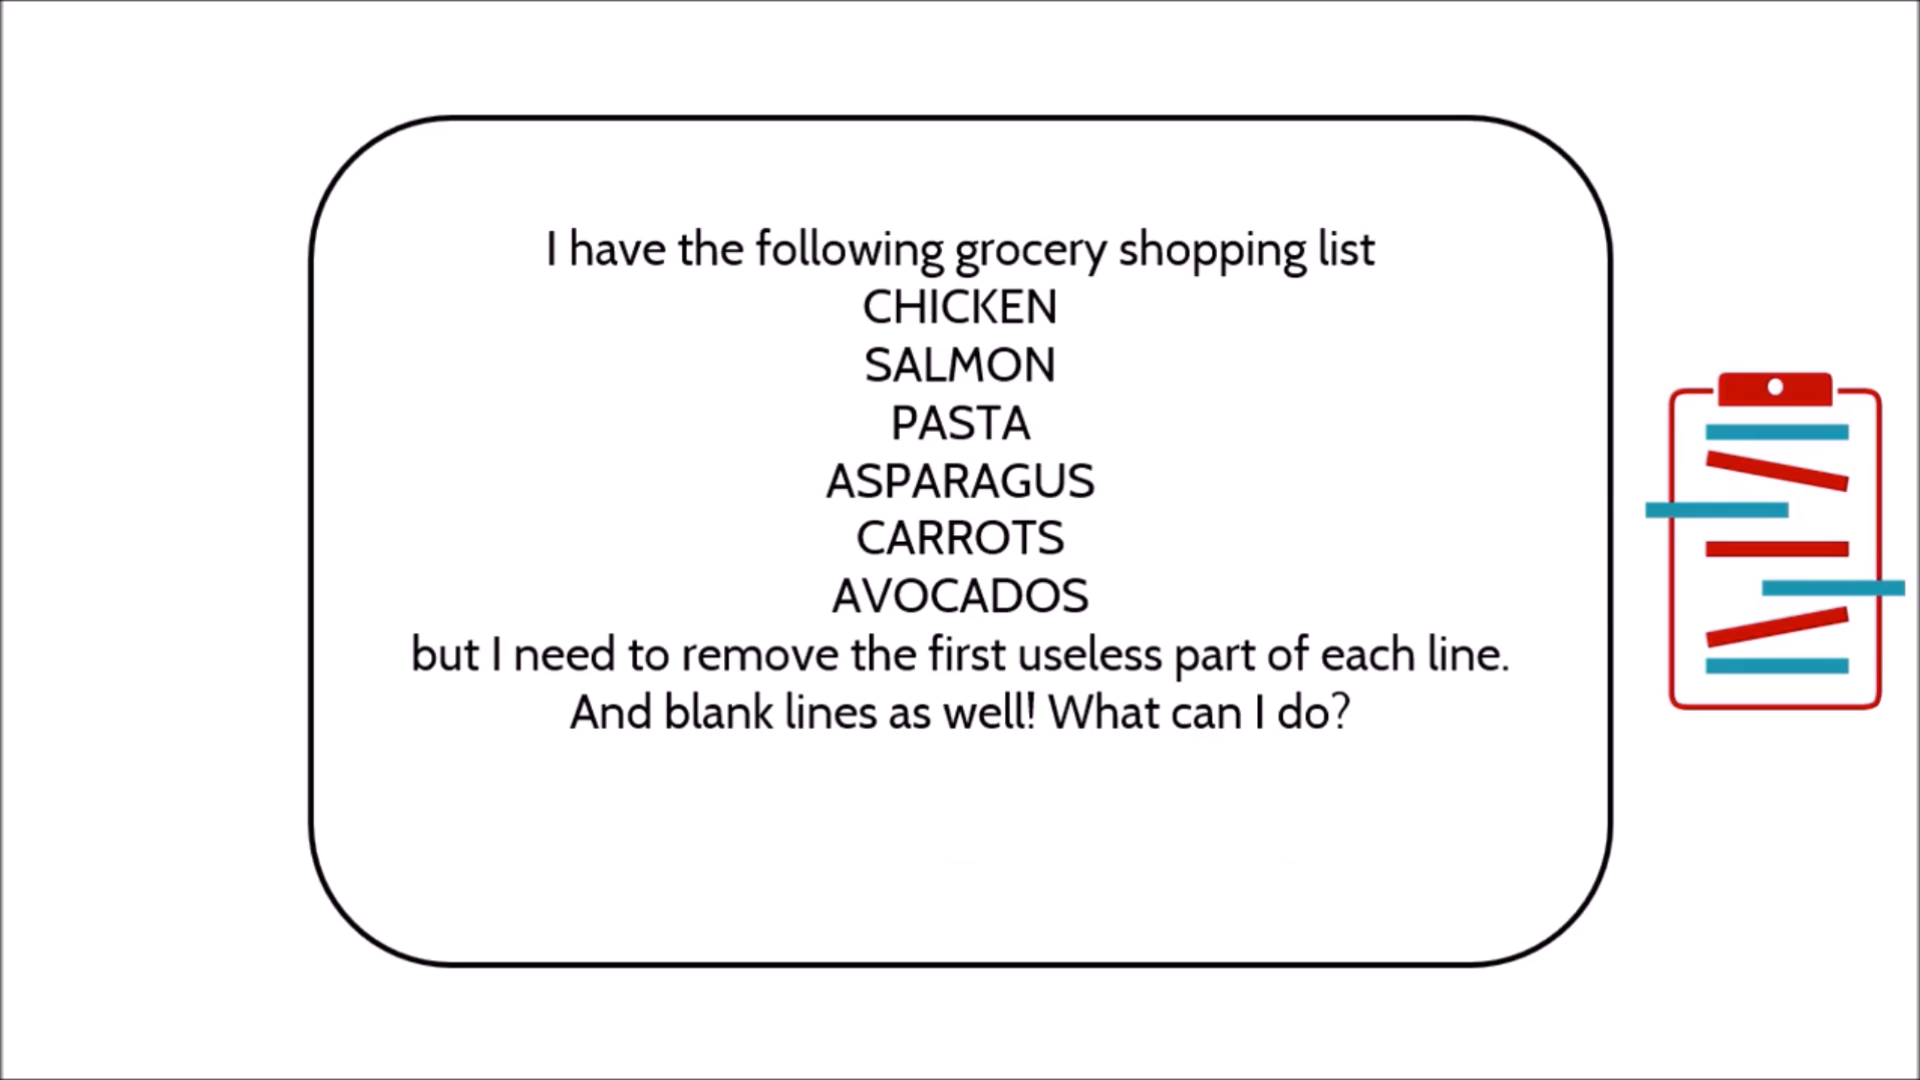 I have the following grocery shopping list
CHICKEN
SALMON
PASTA
ASPARAGUS
CARROTS
AVOCADOS
but I need to remove the first useless part of each line.
And blank lines as well! What can I do?